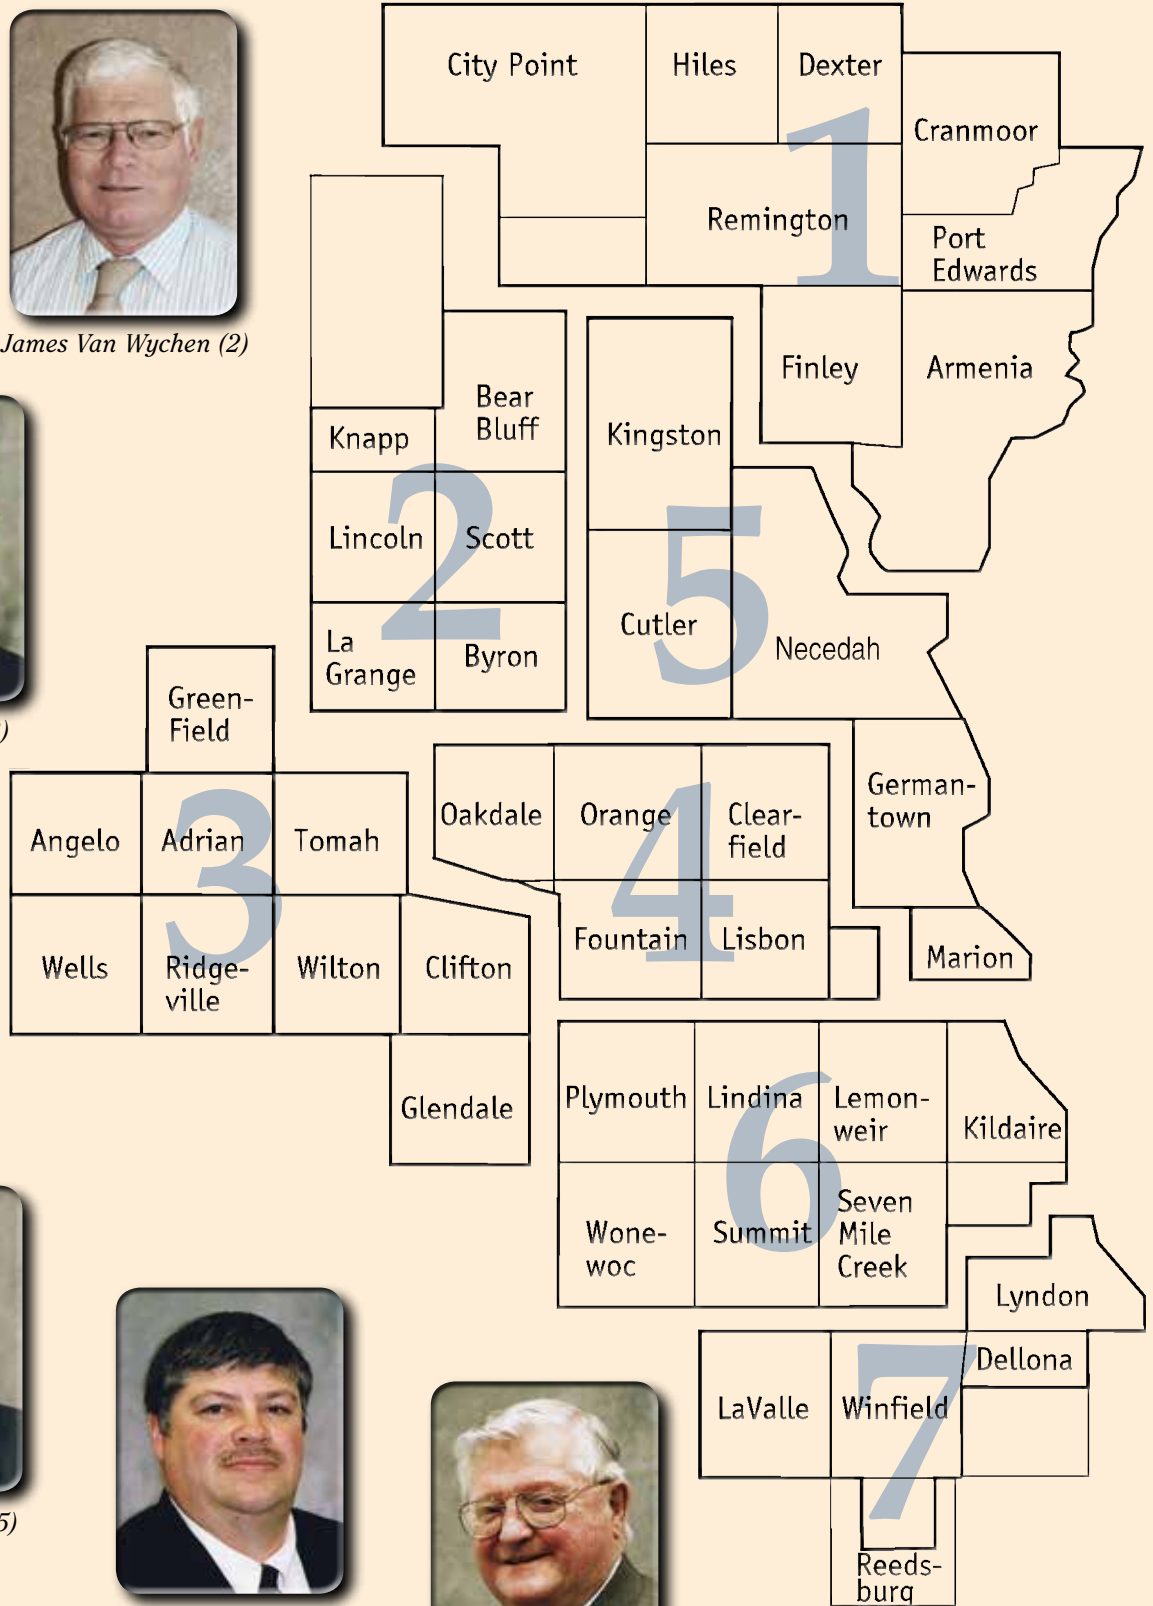 City Point
Hiles
Dexter
Cranmoor
1
Remington
Port
Edwards
James Van Wychen (2)
Finley
Armenia
Bear
Bluff
Knapp
Kingston
2
Lincoln
Scott
5
La
Grange
Byron
Cutler
Necedah
Green-
Field
)
3
Angelo
Adrian
Tomah
Oakdale
Orange
Clear-
field
4
German-
town
Wells
Ridge-
ville
Wilton
Clifton
Fountain
Lisbon
Marion
Glendale
Plymouth
Lindina
Lemon-
weir
Kildaire
6
Wone-
woc
Summit
Seven
Mile
Creek
Lyndon
Dellona
LaValle
Winfield
7
5)
Reeds-
burg